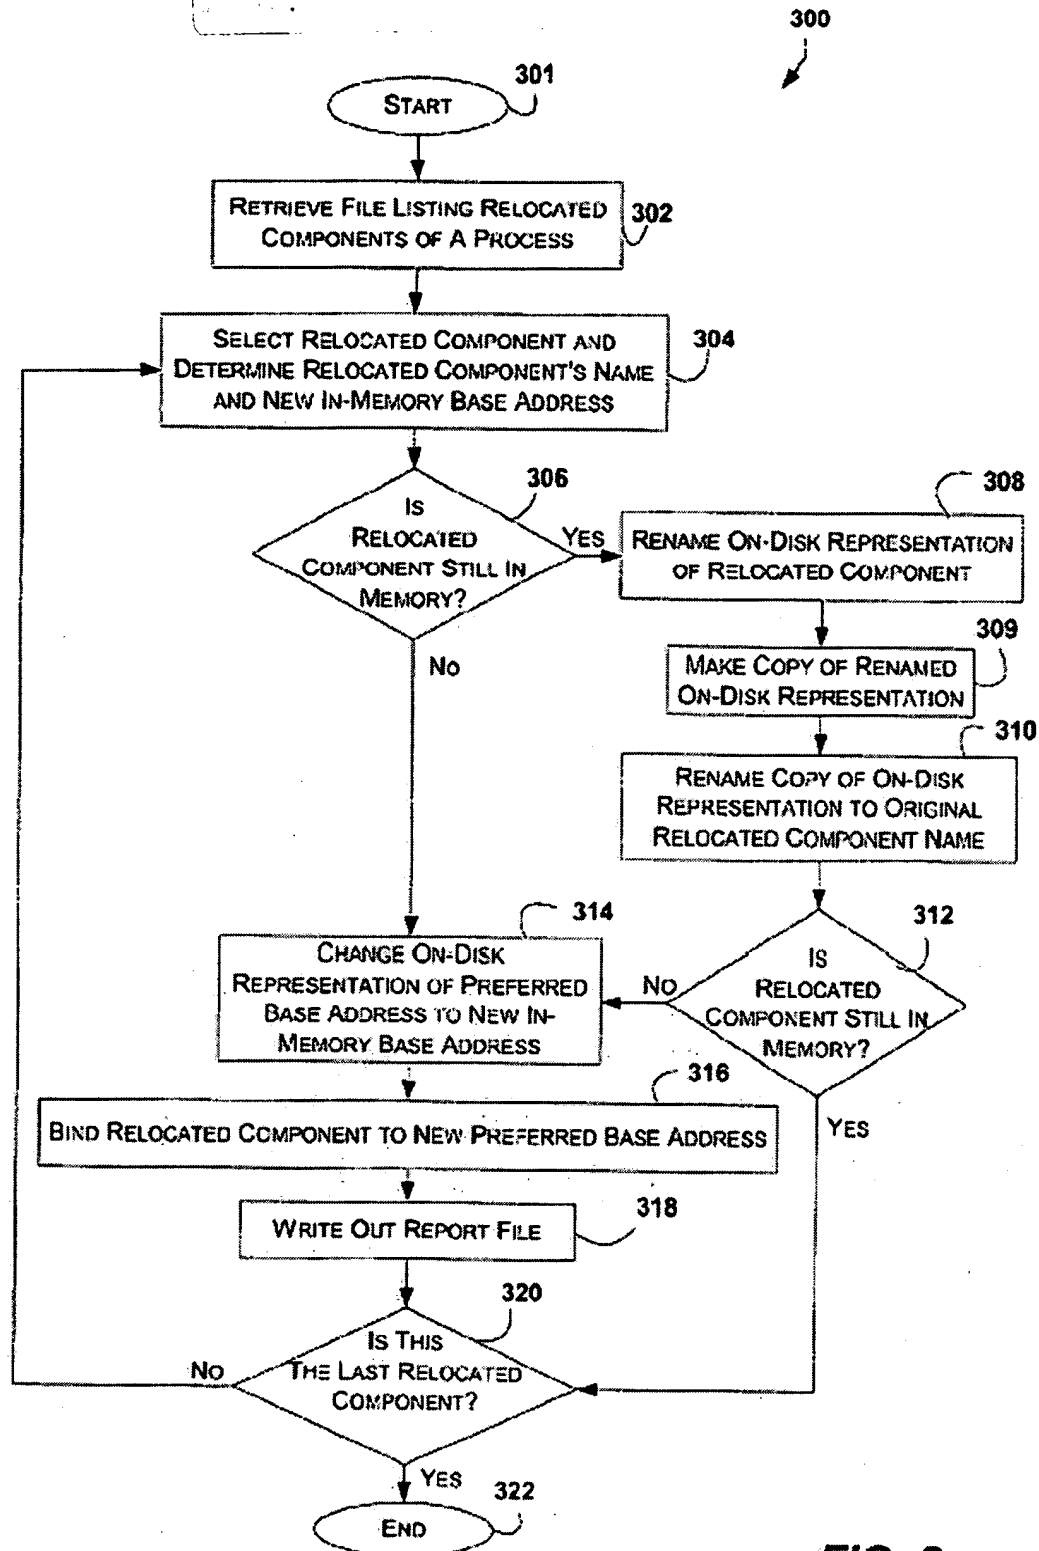 300
301
START
RETRIEVE FILE LISTING RELOCATED
COMPONENTS OF A PROCESS
302
SELECT RELOCATED COMPONENT AND
DETERMINE RELOCATED COMPONENT'S NAME
AND NEW IN-MEMORY BASE ADDRESS
304
306
IS
RELOCATED
COMPONENT STILL IN
MEMORY?
YES
NO
308
RENAME ON-DISK REPRESENTATION
OF RELOCATED COMPONENT
309
MAKE COPY OF RENAMED
ON-DISK REPRESENTATION
310
RENAME COPY OF ON-DISK
REPRESENTATION TO ORIGINAL
RELOCATED COMPONENT NAME
312
IS
RELOCATED
COMPONENT STILL IN
MEMORY?
NO
YES
314
CHANGE ON-DISK
REPRESENTATION OF PREFERRED
BASE ADDRESS TO NEW IN-
MEMORY BASE ADDRESS
316
BIND RELOCATED COMPONENT TO NEW PREFERRED BASE ADDRESS
318
WRITE OUT REPORT FILE
320
IS THIS
THE LAST RELOCATED
COMPONENT?
NO
YES
322
END